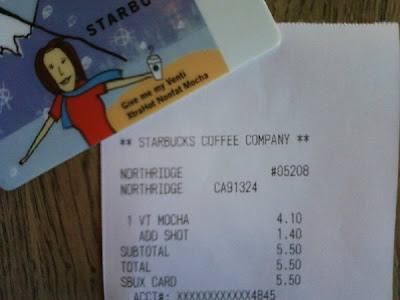 STARBU
Give me my Venti
XtraHot Nonfat Mocha
** STARBUCKS COFFEE COMPANY **
NORTHRIDGE #05208
NORTHRIDGE CA91324
1 VT MOCHA 4.10
ADD SHOT 1.40
SUBTOTAL 5.50
TOTAL 5.50
SBUX CARD 5.50
ACCT#: XXXXXXXXXXXX4845